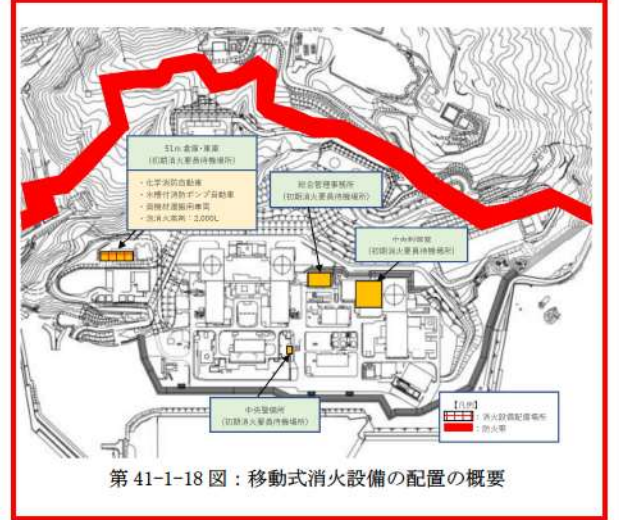 51m 倉庫・車庫
(初期消火要員待機場所)
・化学消防自動車
・水槽付消防ポンプ自動車
・資機材運搬用車両
・泡消火薬剤：2,000L
総合管理事務所
(初期消火要員待機場所)
中央制御室
(初期消火要員待機場所)
中央警備所
(初期消火要員待機場所)
【凡例】
：消火設備配備場所
：防火帯
第 41-1-18 図：移動式消火設備の配置の概要